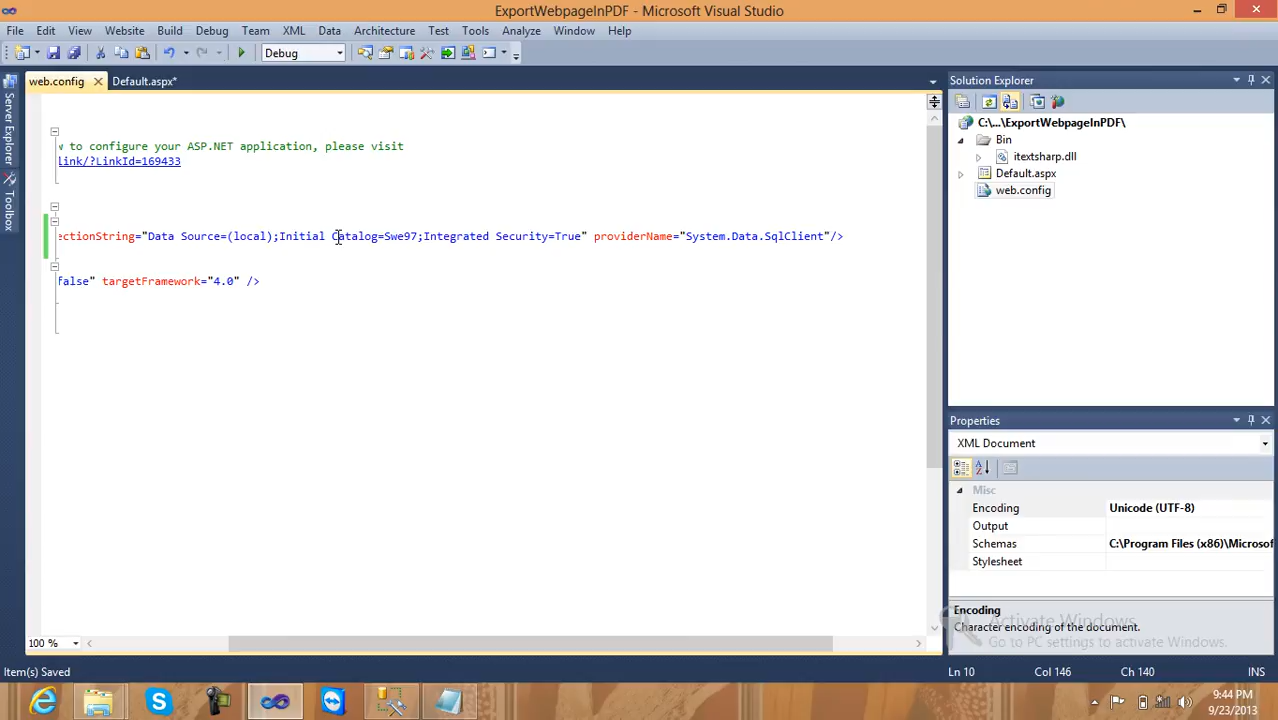 ExportWebpageInPDF - Microsoft Visual Studio
File Edit View Website Build Debug Team XML Data Architecture Test Tools Analyze Window Help
Debug
web.config Default.aspx*
Server Explorer
Toolbox
w to configure your ASP.NET application, please visit
link/?LinkId=169433
ectionString="Data Source=(local);Initial Catalog=Swe97;Integrated Security=True" providerName="System.Data.SqlClient"/>
false" targetFramework="4.0" />
100 %
Solution Explorer
C:\...\ExportWebpageInPDF\
Bin
itextsharp.dll
Default.aspx
web.config
Properties
XML Document
Misc
Encoding Unicode (UTF-8)
Output
Schemas C:\Program Files (x86)\Microsof
Stylesheet
Encoding
Character encoding of the document.
Activate Windows
Go to PC settings to activate Windows.
Item(s) Saved Ln 10 Col 146 Ch 140 INS
9:44 PM
9/23/2013